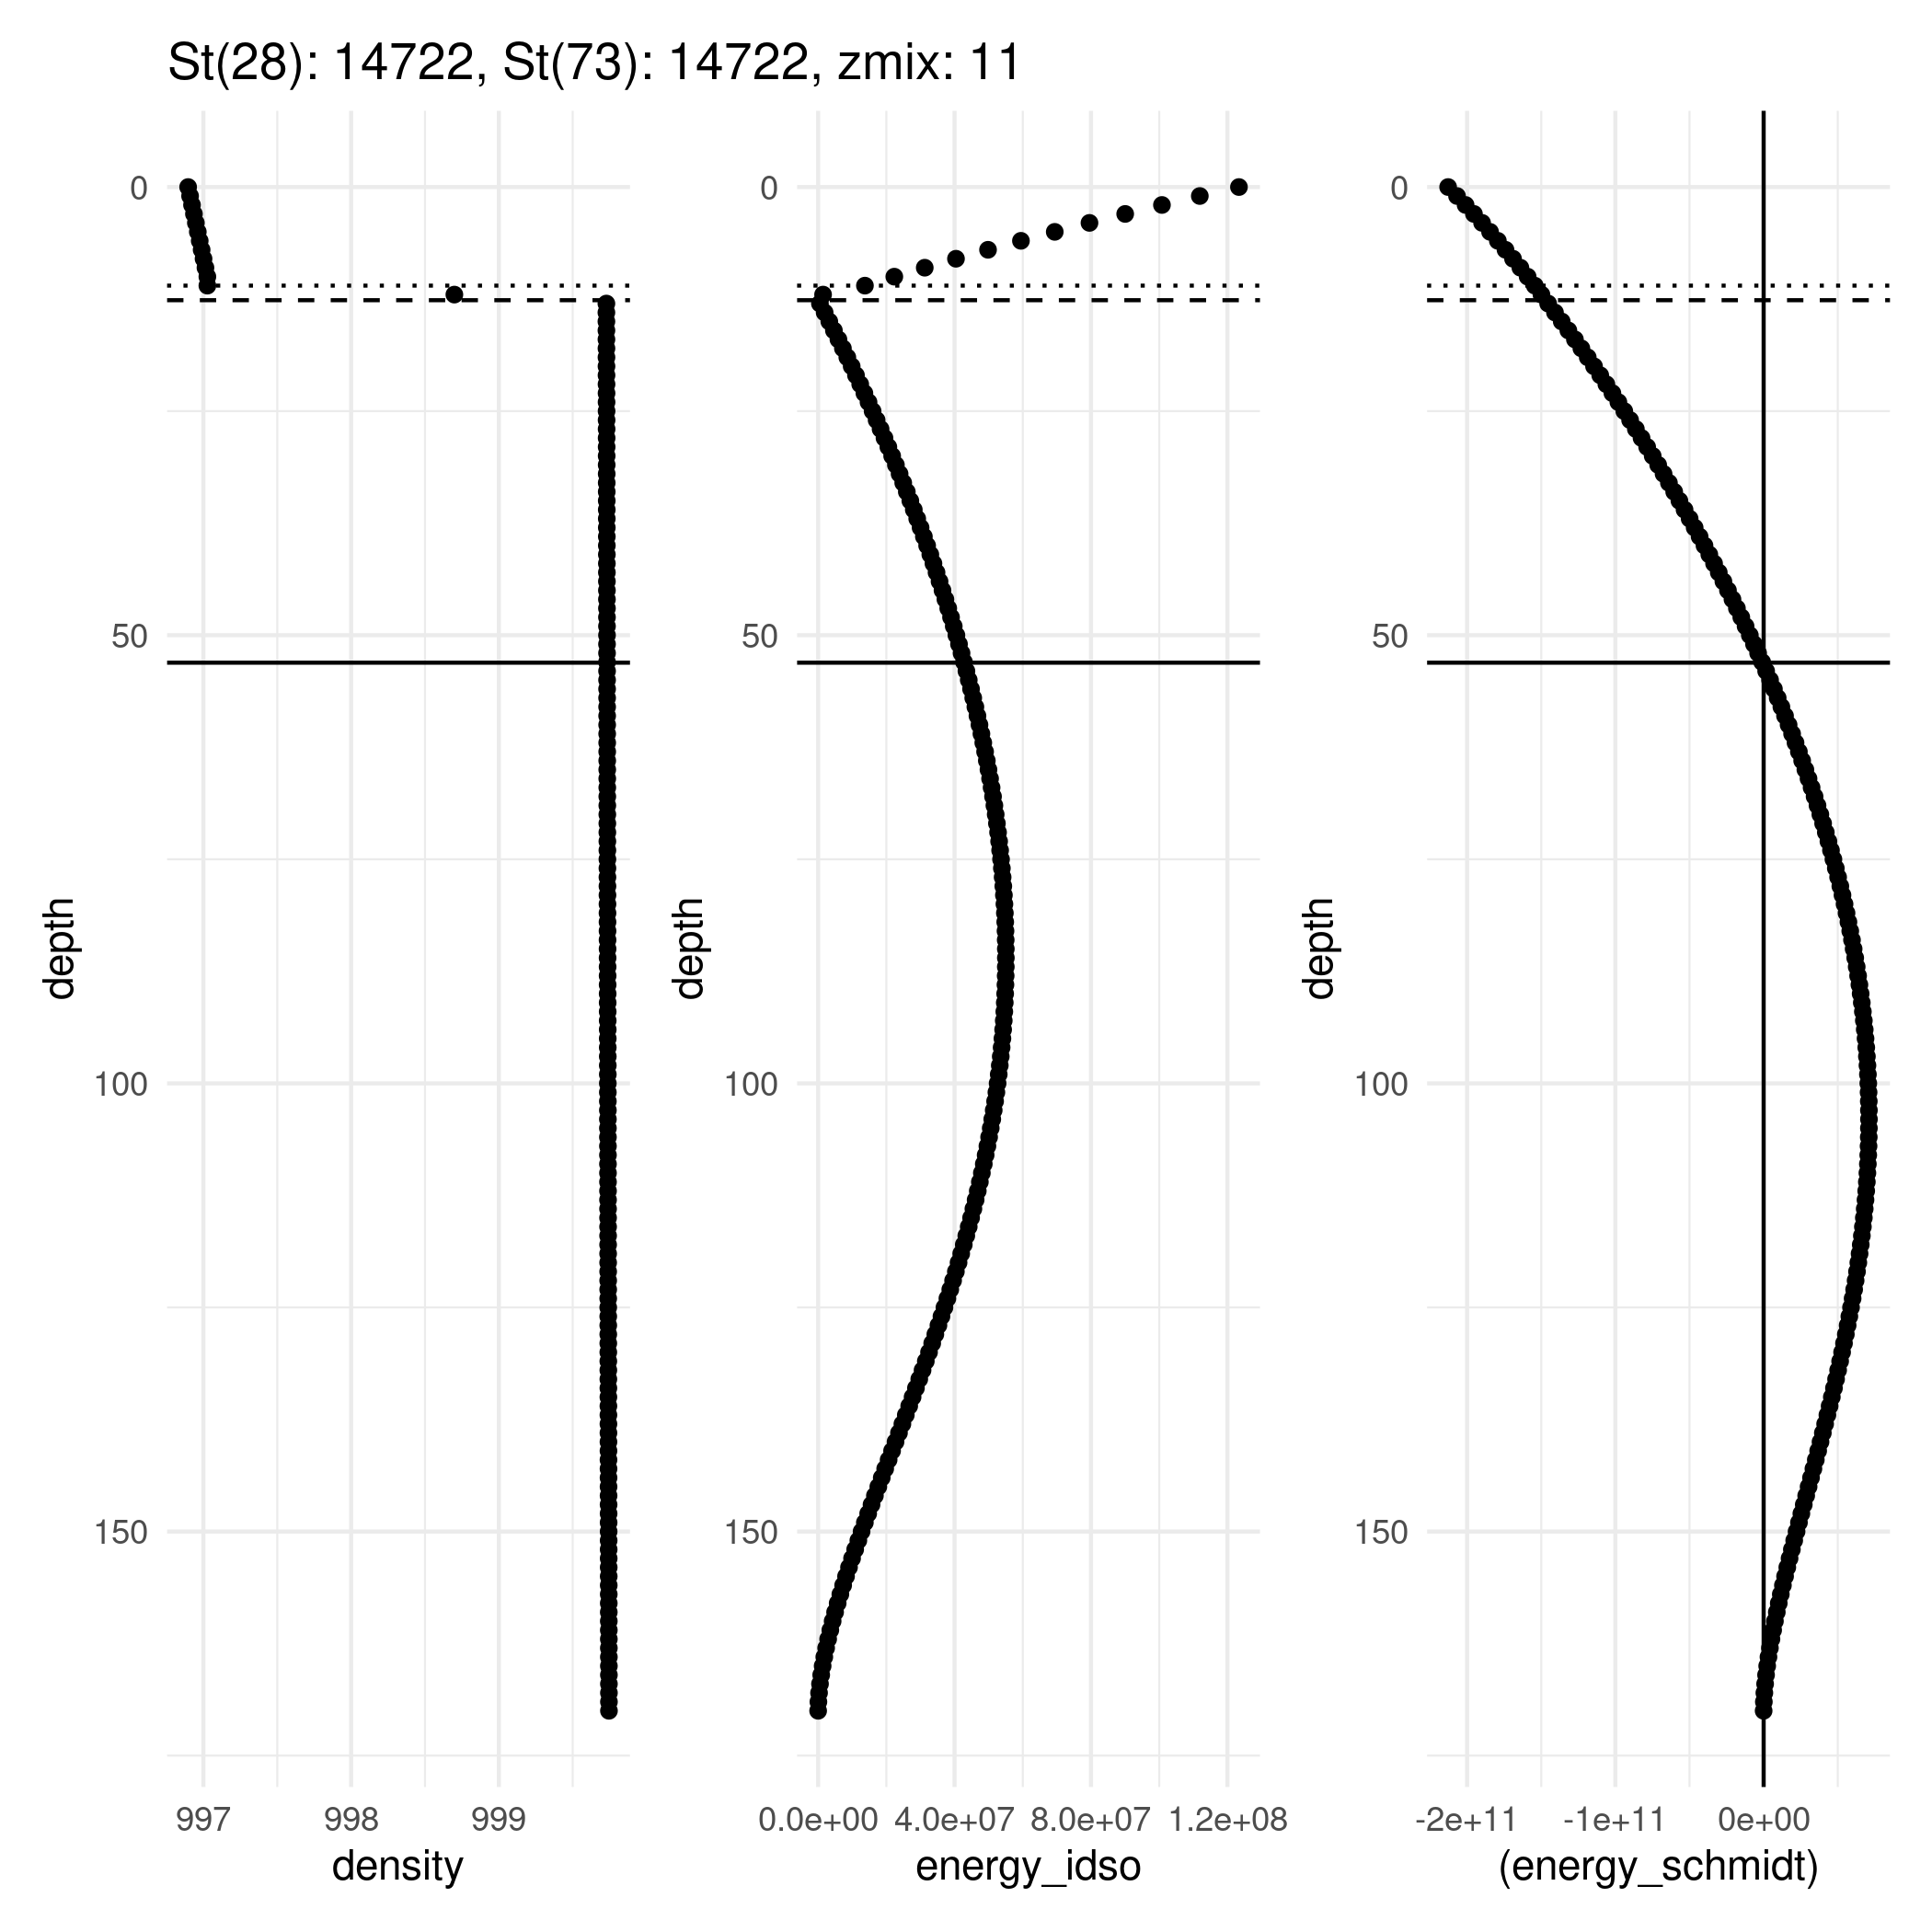 St(28): 14722, St(73): 14722, zmix: 11
0
50
100
150
depth
997 998 999
density
0
50
100
150
depth
0.0e+00 4.0e+07 8.0e+07 1.2e+08
energy_idso
0
50
100
150
depth
-2e+11 -1e+11 0e+00
(energy_schmidt)